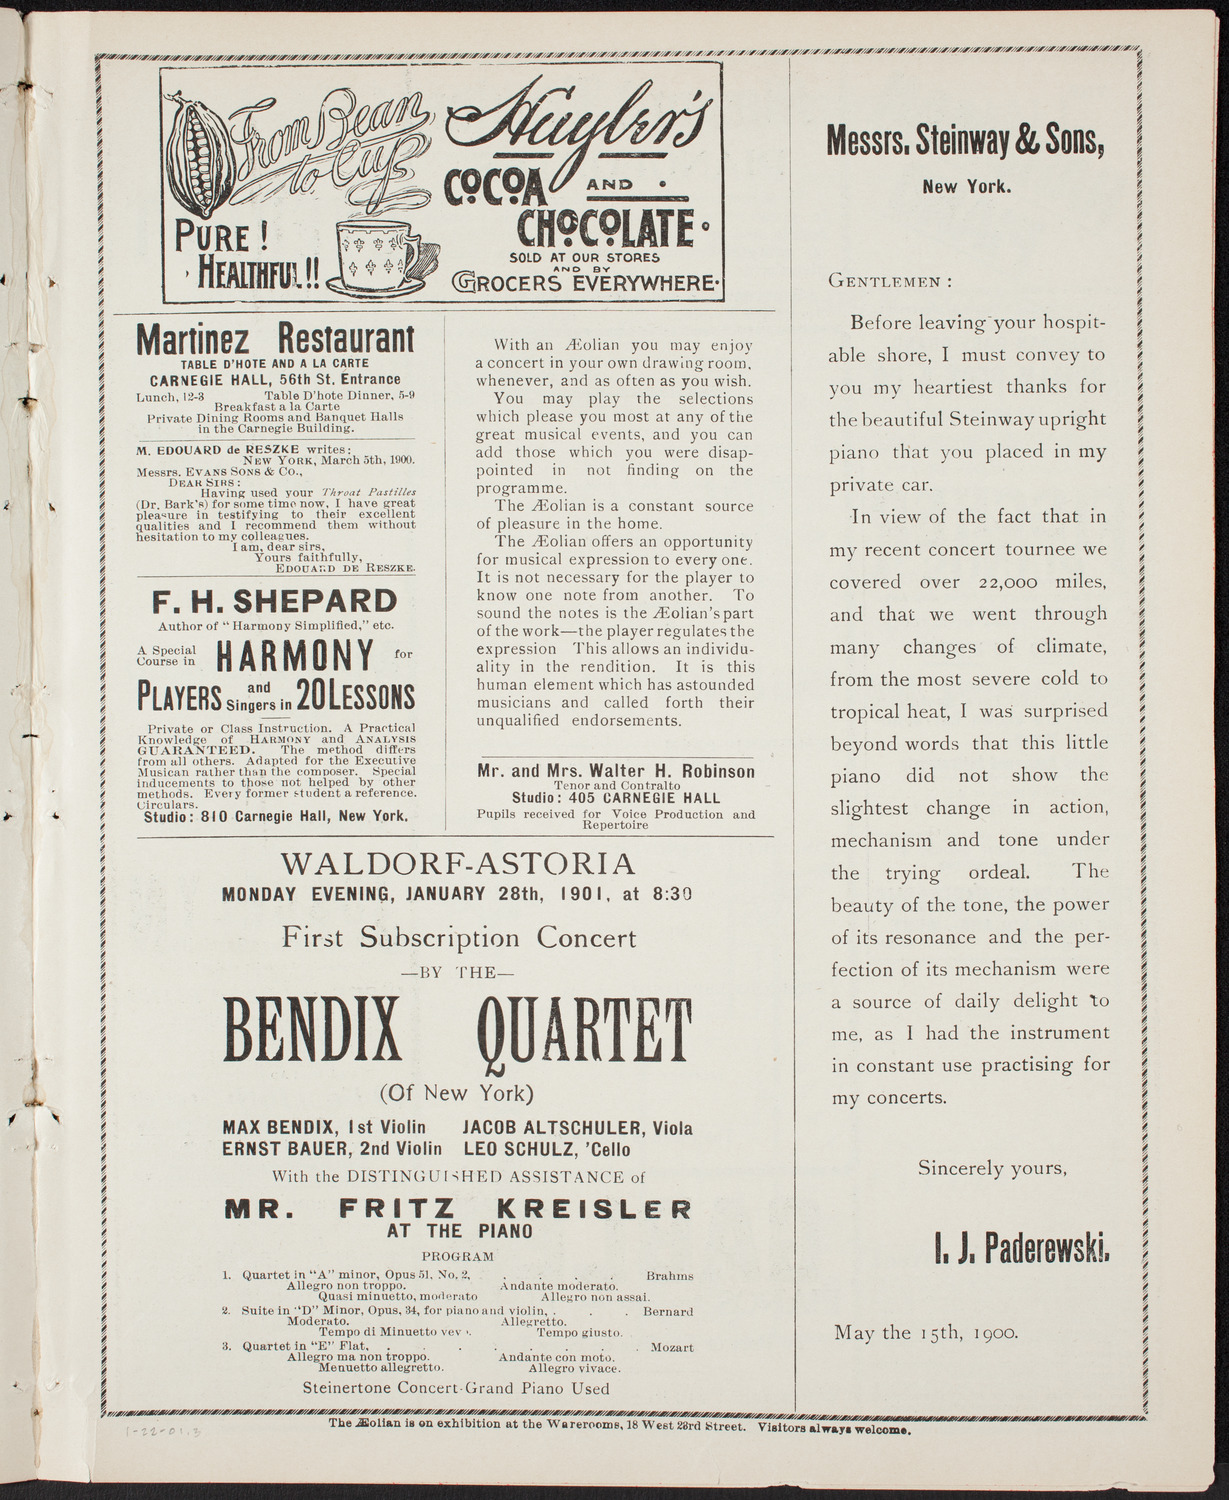 From Bean
to Cup
PURE!
HEALTHFUL!!
Huyler's
COCOA AND
CHOCOLATE
SOLD AT OUR STORES
AND BY
GROCERS EVERYWHERE.
Martinez Restaurant
TABLE D'HOTE AND A LA CARTE
CARNEGIE HALL, 56th St. Entrance
Lunch, 12-3 Table D'hote Dinner, 5-9
Breakfast a la Carte
Private Dining Rooms and Banquet Halls
in the Carnegie Building.
M. EDOUARD de RESZKE writes:
NEW YORK, March 5th, 1900.
Messrs. EVANS SONS & Co.,
DEAR SIRS:
Having used your Throat Pastilles
(Dr. Bark's) for some time now, I have great
pleasure in testifying to their excellent
qualities and I recommend them without
hesitation to my colleagues.
I am, dear sirs,
Yours faithfully,
EDOUARD DE RESZKE.
F. H. SHEPARD
Author of "Harmony Simplified," etc.
A Special
Course in HARMONY for
PLAYERS and
Singers in 20 LESSONS
Private or Class Instruction. A Practical
Knowledge of HARMONY and ANALYSIS
GUARANTEED. The method differs
from all others. Adapted for the Executive
Musican rather than the composer. Special
inducements to those not helped by other
methods. Every former student a reference.
Circulars.
Studio: 810 Carnegie Hall, New York.
With an Æolian you may enjoy
a concert in your own drawing room,
whenever, and as often as you wish.
You may play the selections
which please you most at any of the
great musical events, and you can
add those which you were disap-
pointed in not finding on the
programme.
The Æolian is a constant source
of pleasure in the home.
The Æolian offers an opportunity
for musical expression to every one.
It is not necessary for the player to
know one note from another. To
sound the notes is the Æolian's part
of the work—the player regulates the
expression This allows an individu-
ality in the rendition. It is this
human element which has astounded
musicians and called forth their
unqualified endorsements.
Mr. and Mrs. Walter H. Robinson
Tenor and Contralto
Studio: 405 CARNEGIE HALL
Pupils received for Voice Production and
Repertoire
WALDORF-ASTORIA
MONDAY EVENING, JANUARY 28th, 1901, at 8:30
First Subscription Concert
—BY THE—
BENDIX QUARTET
(Of New York)
MAX BENDIX, 1st Violin JACOB ALTSCHULER, Viola
ERNST BAUER, 2nd Violin LEO SCHULZ, 'Cello
With the DISTINGUISHED ASSISTANCE of
MR. FRITZ KREISLER
AT THE PIANO
PROGRAM
1. Quartet in "A" minor, Opus 51, No. 2, . . . . Brahms
Allegro non troppo. Andante moderato.
Quasi minuetto, moderato Allegro non assai.
2. Suite in "D" Minor, Opus, 34, for piano and violin, . . . Bernard
Moderato. Allegretto.
Tempo di Minuetto Tempo giusto.
3. Quartet in "E" Flat, . . . . . . . . Mozart
Allegro ma non troppo. Andante con moto.
Menuetto allegretto. Allegro vivace.
Steinertone Concert-Grand Piano Used
Messrs. Steinway & Sons,
New York.
GENTLEMEN:
Before leaving your hospit-
able shore, I must convey to
you my heartiest thanks for
the beautiful Steinway upright
piano that you placed in my
private car.
In view of the fact that in
my recent concert tournee we
covered over 22,000 miles,
and that we went through
many changes of climate,
from the most severe cold to
tropical heat, I was surprised
beyond words that this little
piano did not show the
slightest change in action,
mechanism and tone under
the trying ordeal. The
beauty of the tone, the power
of its resonance and the per-
fection of its mechanism were
a source of daily delight to
me, as I had the instrument
in constant use practising for
my concerts.
Sincerely yours,
I. J. Paderewski.
May the 15th, 1900.
The Æolian is on exhibition at the Warerooms, 18 West 23rd Street. Visitors always welcome.
1-22-01.3